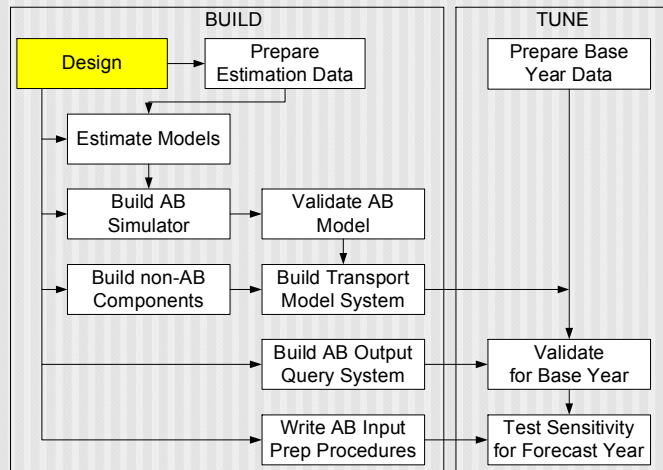 BUILD
TUNE
Design
Prepare
Estimation Data
Prepare Base
Year Data
Estimate Models
Build AB
Simulator
Validate AB
Model
Build non-AB
Components
Build Transport
Model System
Build AB Output
Query System
Validate
for Base Year
Write AB Input
Prep Procedures
Test Sensitivity
for Forecast Year